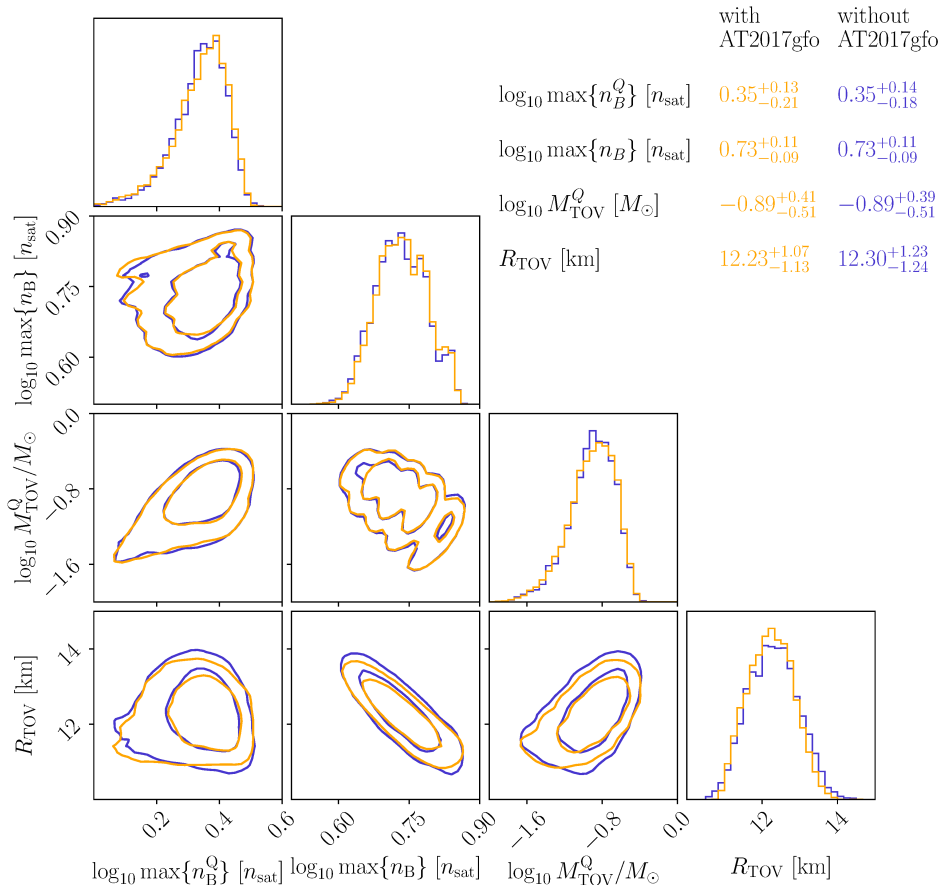 with without
AT2017gfo AT2017gfo
log₁₀ max{n_B^Q} [n_sat] 0.35^{+0.13}_{−0.21} 0.35^{+0.14}_{−0.18}
log₁₀ max{n_B} [n_sat] 0.73^{+0.11}_{−0.09} 0.73^{+0.11}_{−0.09}
log₁₀ M_TOV^Q [M_⊙] −0.89^{+0.41}_{−0.51} −0.89^{+0.39}_{−0.51}
R_TOV [km] 12.23^{+1.07}_{−1.13} 12.30^{+1.23}_{−1.24}
log₁₀ max{n_B} [n_sat]
0.90
0.75
0.60
log₁₀ M_TOV^Q/M_⊙
0.0
−0.8
−1.6
R_TOV [km]
14
12
0.2 0.4 0.6 0.60 0.75 0.90 −1.6 −0.8 0.0 12 14
log₁₀ max{n_B^Q} [n_sat] log₁₀ max{n_B} [n_sat] log₁₀ M_TOV^Q/M_⊙ R_TOV [km]